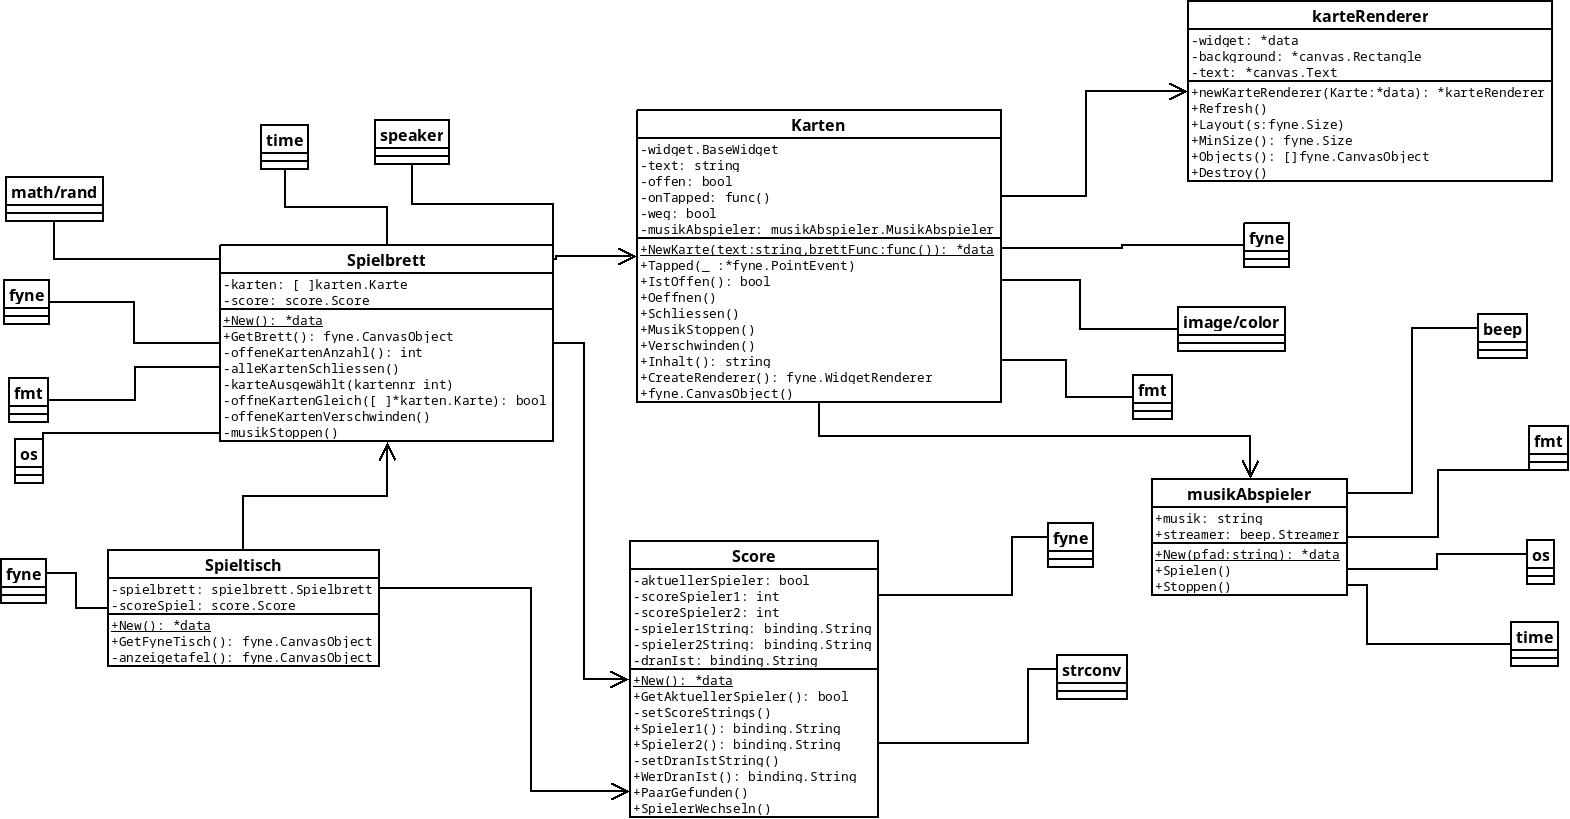 karteRenderer
-widget: *data
-background: *canvas.Rectangle
-text: *canvas.Text
+newKarteRenderer(Karte:*data): *karteRenderer
+Refresh()
+Layout(s:fyne.Size)
+MinSize(): fyne.Size
+Objects(): []fyne.CanvasObject
+Destroy()
Karten
-widget.BaseWidget
-text: string
-offen: bool
-onTapped: func()
-weg: bool
-musikAbspieler: musikAbspieler.MusikAbspieler
+NewKarte(text:string,brettFunc:func()): *data
+Tapped(_ :*fyne.PointEvent)
+IstOffen(): bool
+Oeffnen()
+Schliessen()
+MusikStoppen()
+Verschwinden()
+Inhalt(): string
+CreateRenderer(): fyne.WidgetRenderer
+fyne.CanvasObject()
time
speaker
math/rand
Spielbrett
-karten: [ ]karten.Karte
-score: score.Score
+New(): *data
+GetBrett(): fyne.CanvasObject
-offeneKartenAnzahl(): int
-alleKartenSchliessen()
-karteAusgewählt(kartennr int)
-offneKartenGleich([ ]*karten.Karte): bool
-offeneKartenVerschwinden()
-musikStoppen()
fyne
fmt
os
fyne
image/color
fmt
beep
fmt
os
time
musikAbspieler
+musik: string
+streamer: beep.Streamer
+New(pfad:string): *data
+Spielen()
+Stoppen()
fyne
Spieltisch
-spielbrett: spielbrett.Spielbrett
-scoreSpiel: score.Score
+New(): *data
+GetFyneTisch(): fyne.CanvasObject
-anzeigetafel(): fyne.CanvasObject
Score
-aktuellerSpieler: bool
-scoreSpieler1: int
-scoreSpieler2: int
-spieler1String: binding.String
-spieler2String: binding.String
-dranIst: binding.String
+New(): *data
+GetAktuellerSpieler(): bool
-setScoreStrings()
+Spieler1(): binding.String
+Spieler2(): binding.String
-setDranIstString()
+WerDranIst(): binding.String
+PaarGefunden()
+SpielerWechseln()
fyne
strconv